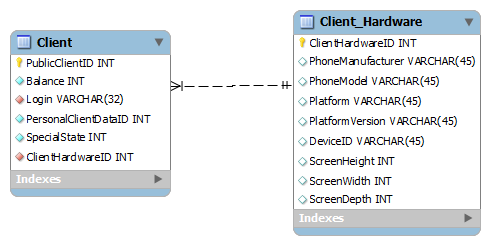 Client
PublicClientID INT
Balance INT
Login VARCHAR(32)
PersonalClientDataID INT
SpecialState INT
ClientHardwareID INT
Indexes
Client_Hardware
ClientHardwareID INT
PhoneManufacturer VARCHAR(45)
PhoneModel VARCHAR(45)
Platform VARCHAR(45)
PlatformVersion VARCHAR(45)
DeviceID VARCHAR(45)
ScreenHeight INT
ScreenWidth INT
ScreenDepth INT
Indexes